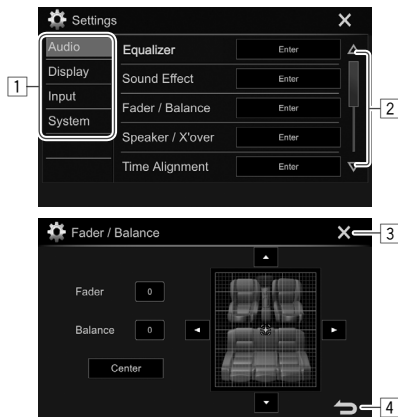 Settings
Audio
Display
Input
System
Equalizer Enter
Sound Effect Enter
Fader / Balance Enter
Speaker / X'over Enter
Time Alignment Enter
1
2
Fader / Balance
3
Fader 0
Balance 0
Center
4